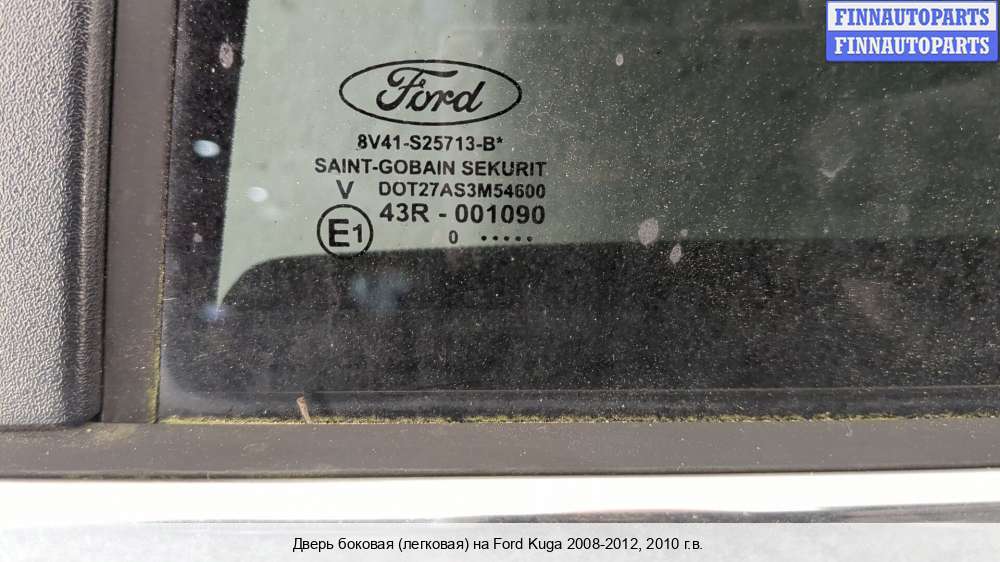 FINNAUTOPARTS
FINNAUTOPARTS
Ford
8V41-S25713-B*
SAINT-GOBAIN SEKURIT
V DOT27AS3M54600
43R - 001090
E1
0 •••••
Дверь боковая (легковая) на Ford Kuga 2008-2012, 2010 г.в.